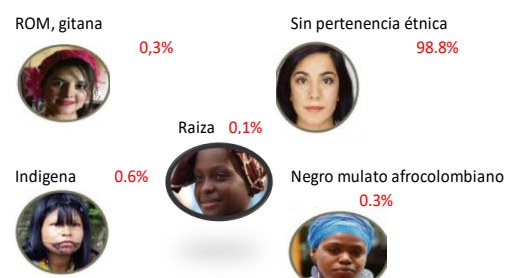 ROM, gitana
0,3%
Sin pertenencia étnica
98.8%
Raiza 0,1%
Indigena 0.6%
Negro mulato afrocolombiano
0.3%